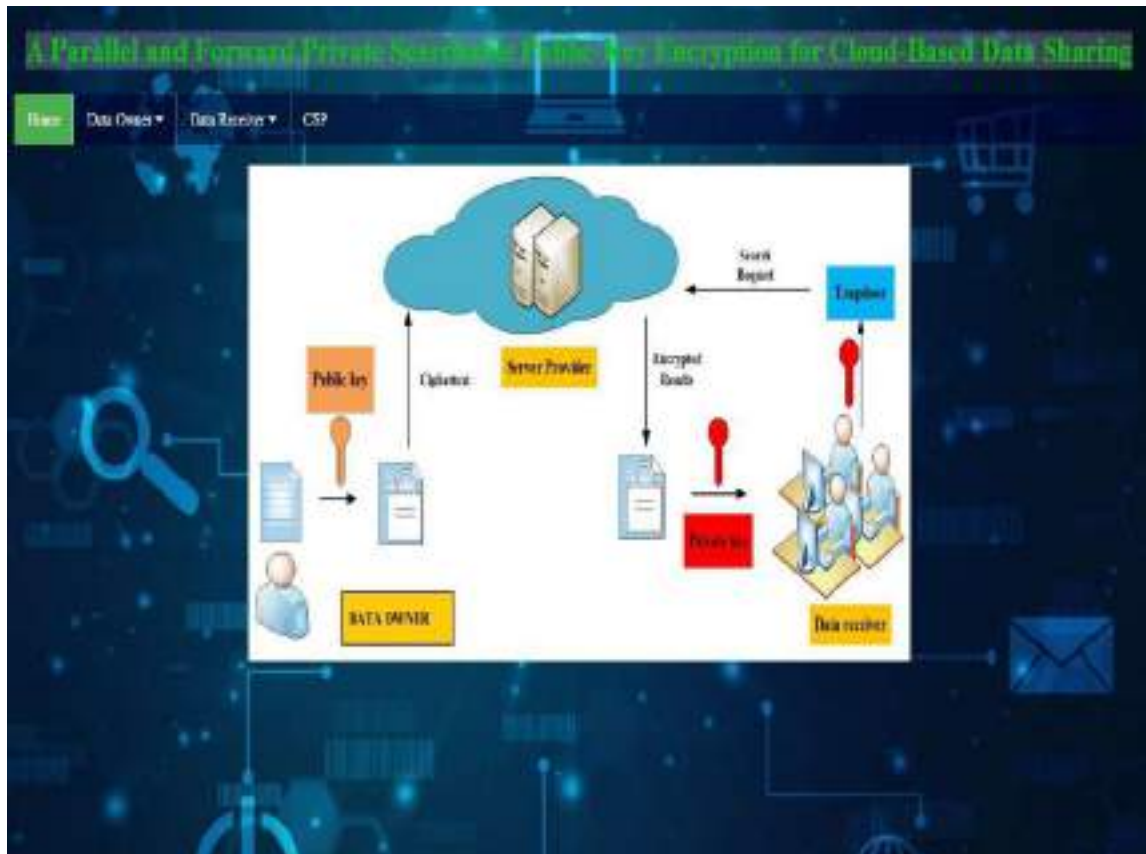 A Parallel and Forward Private Searchable Public-Key Encryption for Cloud-Based Data Sharing
Home Data Owner Data Receiver CSP
Search
Request
Trapdoor
Public key
Ciphertext
Server Provider
Encrypted
Results
Private key
DATA OWNER
Data receiver